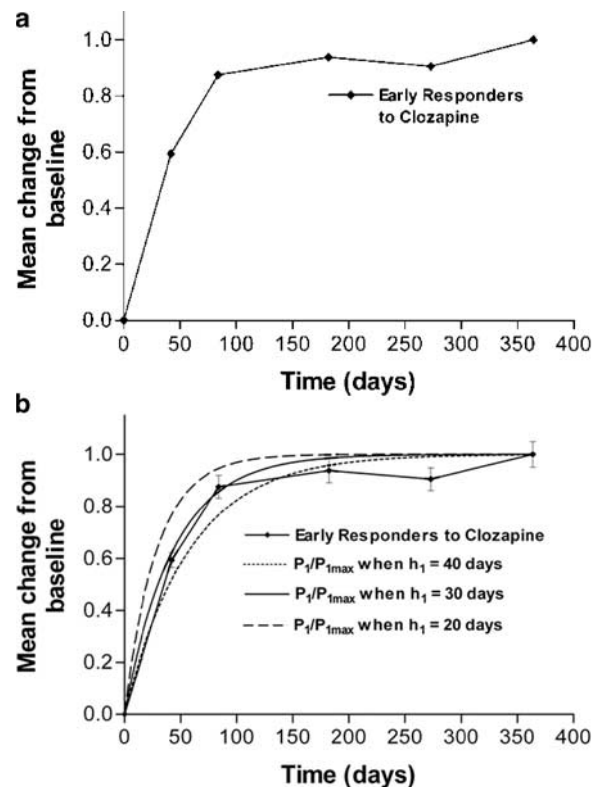 a
Mean change from
baseline
1.0
0.8
0.6
0.4
0.2
0.0
Early Responders
to Clozapine
0 50 100 150 200 250 300 350 400
Time (days)
b
Mean change from
baseline
1.0
0.8
0.6
0.4
0.2
0.0
Early Responders to Clozapine
P1/P1max when h1 = 40 days
P1/P1max when h1 = 30 days
P1/P1max when h1 = 20 days
0 50 100 150 200 250 300 350 400
Time (days)